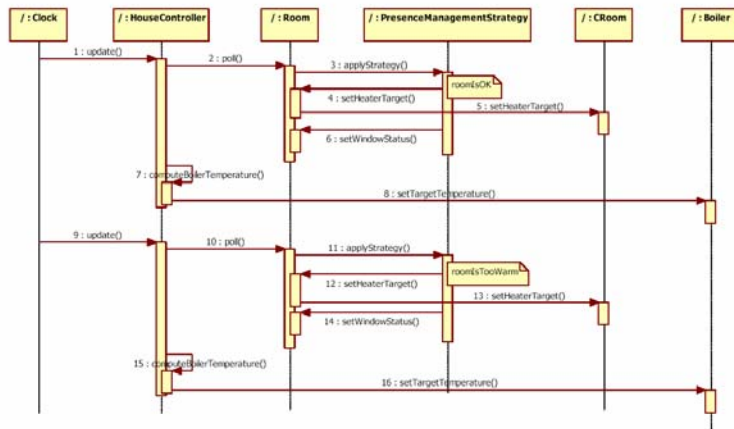 / : Clock
/ : HouseController
/ : Room
/ : PresenceManagementStrategy
/ : CRoom
/ : Boiler
1 : update()
2 : poll()
3 : applyStrategy()
roomIsOK
4 : setHeaterTarget()
5 : setHeaterTarget()
6 : setWindowStatus()
7 : computeBoilerTemperature()
8 : setTargetTemperature()
9 : update()
10 : poll()
11 : applyStrategy()
roomIsTooWarm
12 : setHeaterTarget()
13 : setHeaterTarget()
14 : setWindowStatus()
15 : computeBoilerTemperature()
16 : setTargetTemperature()